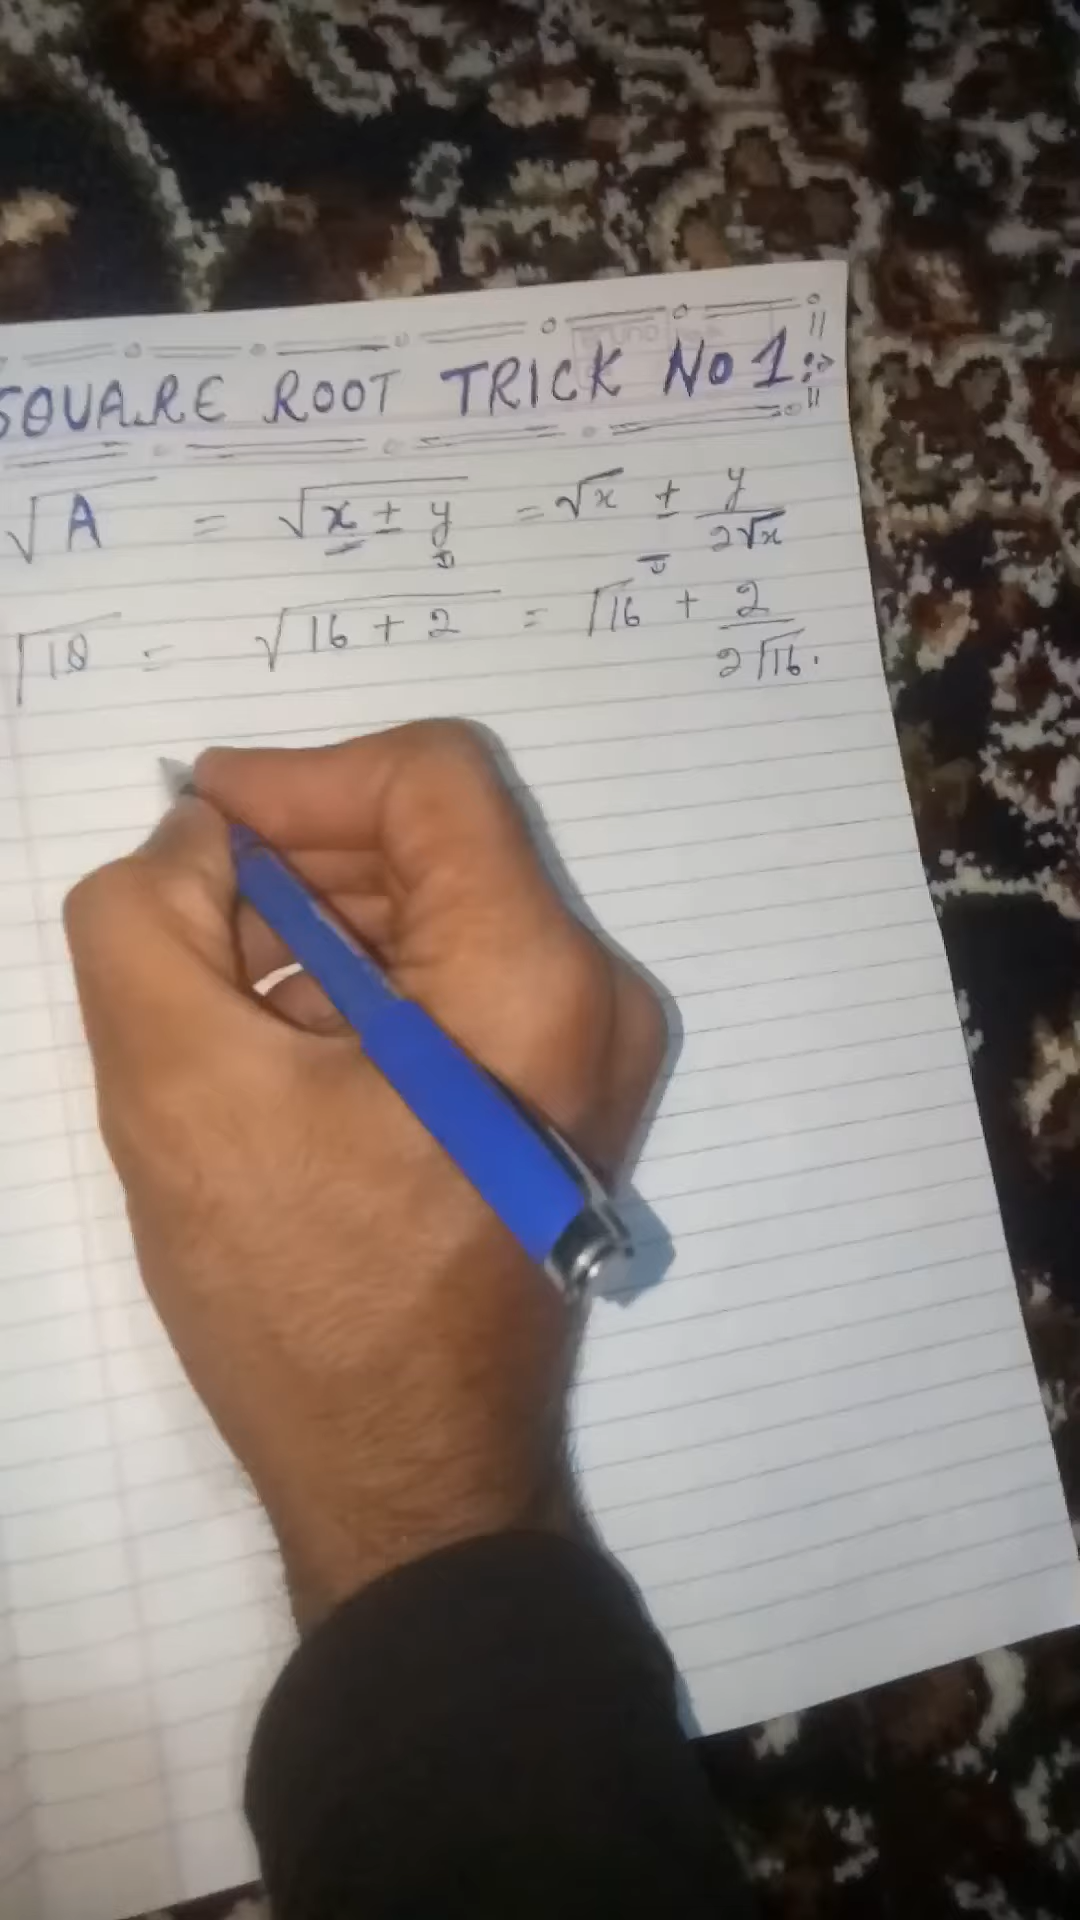 SQUARE ROOT TRICK NO 1:
√A = √x ± y = √x ± y/2√x
√18 = √16 + 2 = √16 + 2/2√16.